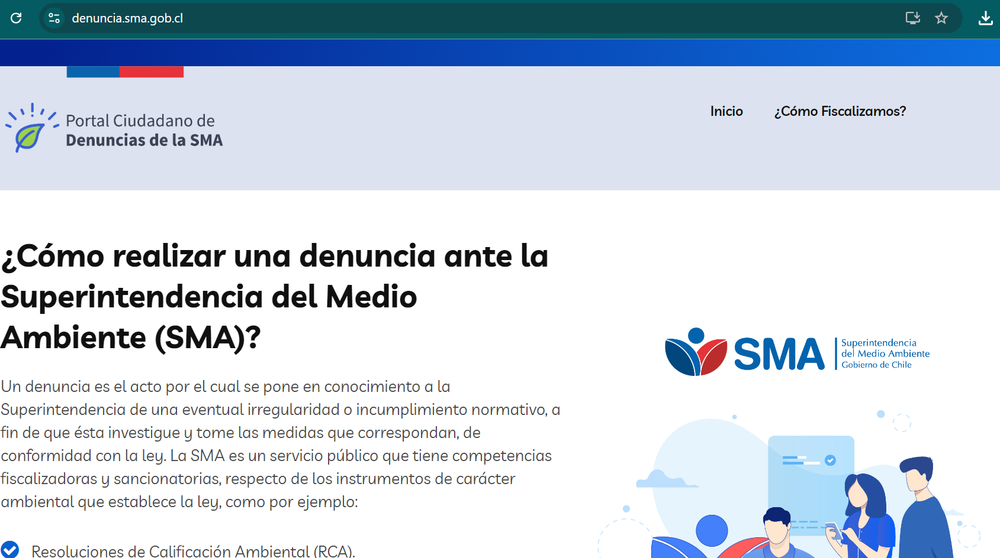 denuncia.sma.gob.cl
Portal Ciudadano de
Denuncias de la SMA
Inicio
¿Cómo Fiscalizamos?
¿Cómo realizar una denuncia ante la
Superintendencia del Medio
Ambiente (SMA)?
Un denuncia es el acto por el cual se pone en conocimiento a la
Superintendencia de una eventual irregularidad o incumplimiento normativo, a
fin de que ésta investigue y tome las medidas que correspondan, de
conformidad con la ley. La SMA es un servicio público que tiene competencias
fiscalizadoras y sancionatorias, respecto de los instrumentos de carácter
ambiental que establece la ley, como por ejemplo:
Resoluciones de Calificación Ambiental (RCA).
SMA
Superintendencia
del Medio Ambiente
Gobierno de Chile